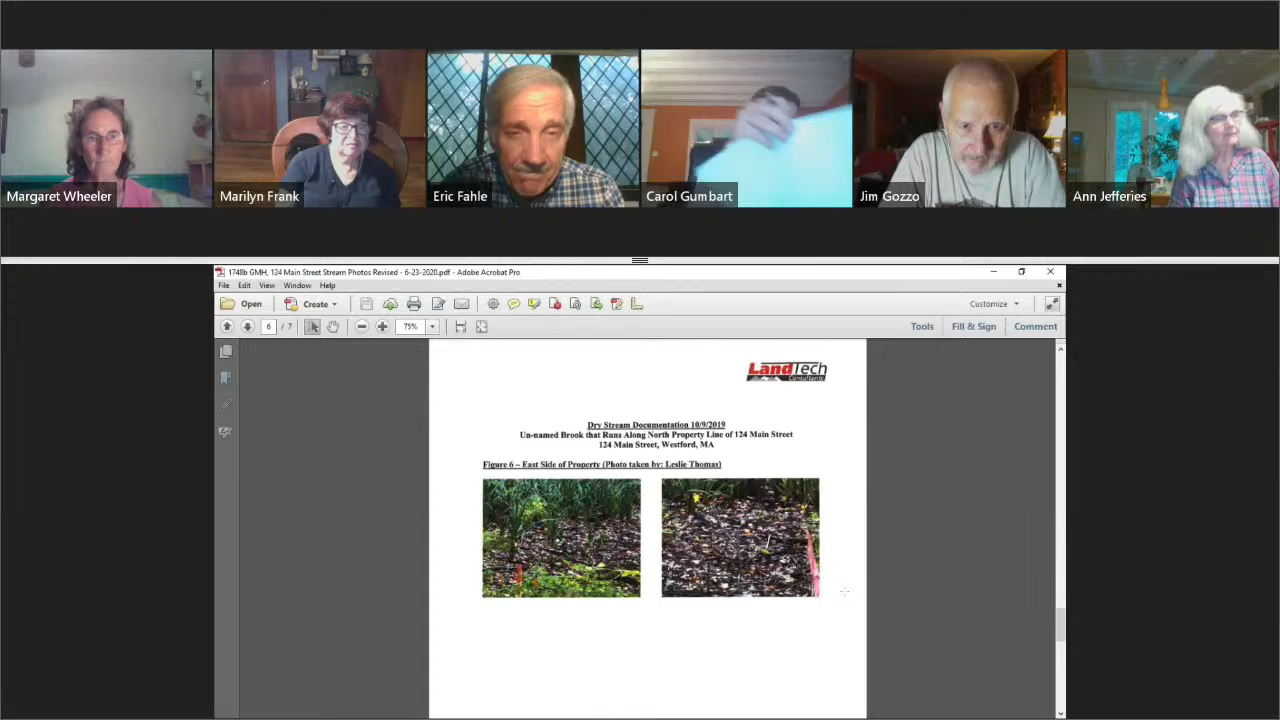 Margaret Wheeler
Marilyn Frank
Eric Fahle
Carol Gumbart
Jim Gozzo
Ann Jefferies
1748b GMH, 124 Main Street Stream Photos Revised - 6-23-2020.pdf - Adobe Acrobat Pro
File Edit View Window Help
Open Create Customize
6 / 7 75% Tools Fill & Sign Comment
LandTech
Consultants
Dry Stream Documentation 10/9/2019
Un-named Brook that Runs Along North Property Line of 124 Main Street
124 Main Street, Westford, MA
Figure 6 – East Side of Property (Photo taken by: Leslie Thomas)